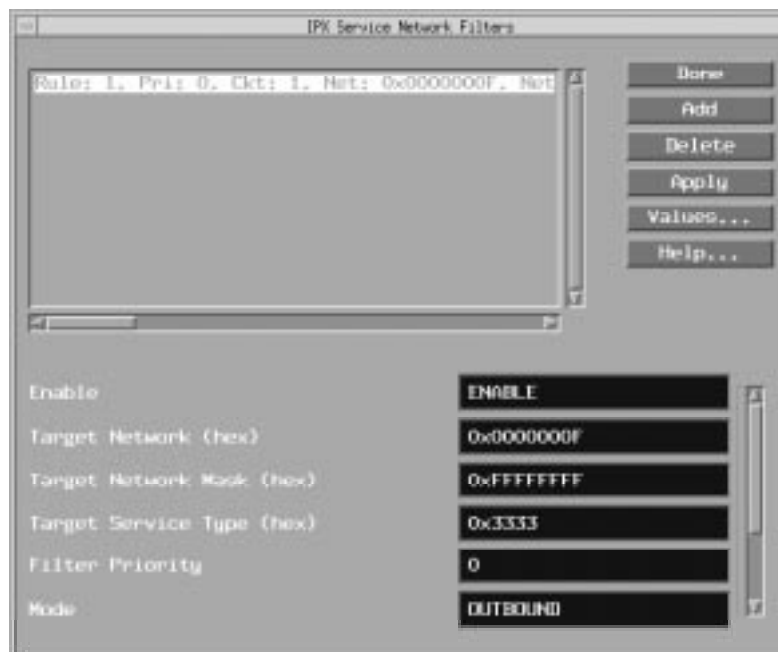 IPX Service Network Filters
Rule: 1, Pri: 0, Ckt: 1, Net: 0x0000000F, Net
Done
Add
Delete
Apply
Values...
Help...
Enable
ENABLE
Target Network (hex)
0x0000000F
Target Network Mask (hex)
0xFFFFFFFF
Target Service Type (hex)
0x3333
Filter Priority
0
Mode
OUTBOUND